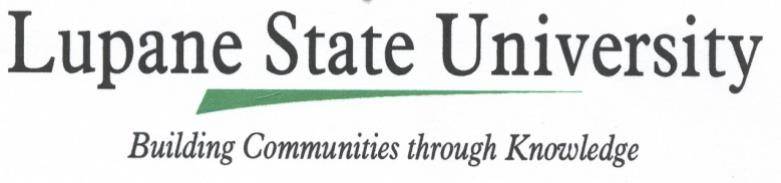 Lupane State University
Building Communities through Knowledge